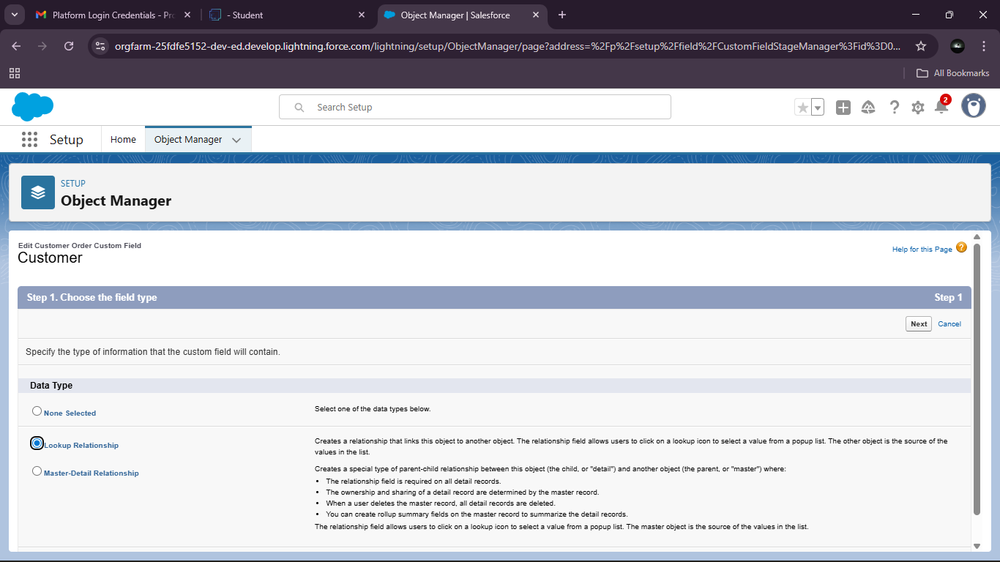 Platform Login Credentials - Pro
- Student
Object Manager | Salesforce
orgfarm-25fdfe5152-dev-ed.develop.lightning.force.com/lightning/setup/ObjectManager/page?address=%2Fp%2Fsetup%2Ffield%2FCustomFieldStageManager%3Fid%3D0...
All Bookmarks
Search Setup
2
Setup
Home
Object Manager
SETUP
Object Manager
Edit Customer Order Custom Field
Customer
Help for this Page ?
Step 1. Choose the field type
Step 1
Next
Cancel
Specify the type of information that the custom field will contain.
Data Type
None Selected
Select one of the data types below.
Lookup Relationship
Creates a relationship that links this object to another object. The relationship field allows users to click on a lookup icon to select a value from a popup list. The other object is the source of the
values in the list.
Master-Detail Relationship
Creates a special type of parent-child relationship between this object (the child, or "detail") and another object (the parent, or "master") where:
• The relationship field is required on all detail records.
• The ownership and sharing of a detail record are determined by the master record.
• When a user deletes the master record, all detail records are deleted.
• You can create rollup summary fields on the master record to summarize the detail records.
The relationship field allows users to click on a lookup icon to select a value from a popup list. The master object is the source of the values in the list.